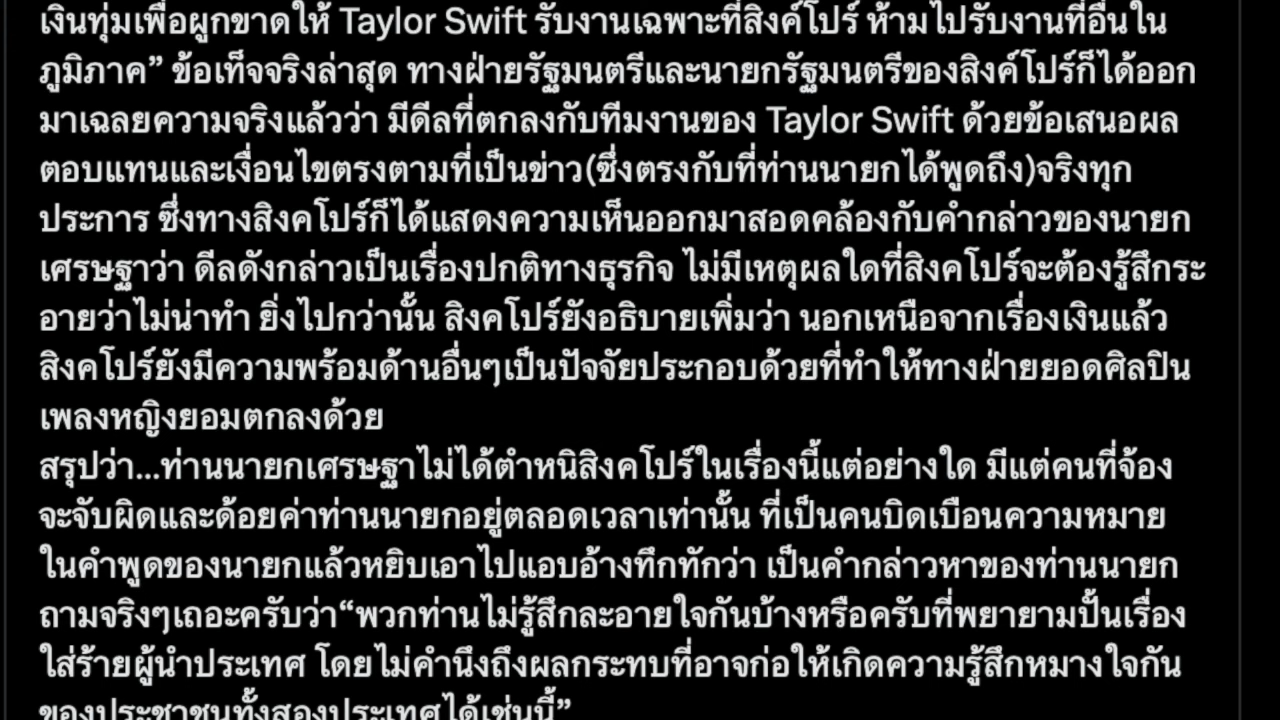 เงินทุ่มเพื่อผูกขาดให้ Taylor Swift รับงานเฉพาะที่สิงค์โปร์ ห้ามไปรับงานที่อื่นใน
ภูมิภาค” ข้อเท็จจริงล่าสุด ทางฝ่ายรัฐมนตรีและนายกรัฐมนตรีของสิงค์โปร์ก็ได้ออก
มาเฉลยความจริงแล้วว่า มีดีลที่ตกลงกับทีมงานของ Taylor Swift ด้วยข้อเสนอผล
ตอบแทนและเงื่อนไขตรงตามที่เป็นข่าว(ซึ่งตรงกับที่ท่านนายกได้พูดถึง)จริงทุก
ประการ ซึ่งทางสิงคโปร์ก็ได้แสดงความเห็นออกมาสอดคล้องกับคำกล่าวของนายก
เศรษฐาว่า ดีลดังกล่าวเป็นเรื่องปกติทางธุรกิจ ไม่มีเหตุผลใดที่สิงคโปร์จะต้องรู้สึกระ
อายว่าไม่น่าทำ ยิ่งไปกว่านั้น สิงคโปร์ยังอธิบายเพิ่มว่า นอกเหนือจากเรื่องเงินแล้ว
สิงคโปร์ยังมีความพร้อมด้านอื่นๆเป็นปัจจัยประกอบด้วยที่ทำให้ทางฝ่ายยอดศิลปิน
เพลงหญิงยอมตกลงด้วย
สรุปว่า...ท่านนายกเศรษฐาไม่ได้ตำหนิสิงคโปร์ในเรื่องนี้แต่อย่างใด มีแต่คนที่จ้อง
จะจับผิดและด้อยค่าท่านนายกอยู่ตลอดเวลาเท่านั้น ที่เป็นคนบิดเบือนความหมาย
ในคำพูดของนายกแล้วหยิบเอาไปแอบอ้างทึกทักว่า เป็นคำกล่าวหาของท่านนายก
ถามจริงๆเถอะครับว่า“พวกท่านไม่รู้สึกละอายใจกันบ้างหรือครับที่พยายามปั้นเรื่อง
ใส่ร้ายผู้นำประเทศ โดยไม่คำนึงถึงผลกระทบที่อาจก่อให้เกิดความรู้สึกหมางใจกัน
ของประชาชนทั้งสองประเทศได้เช่นนี้”